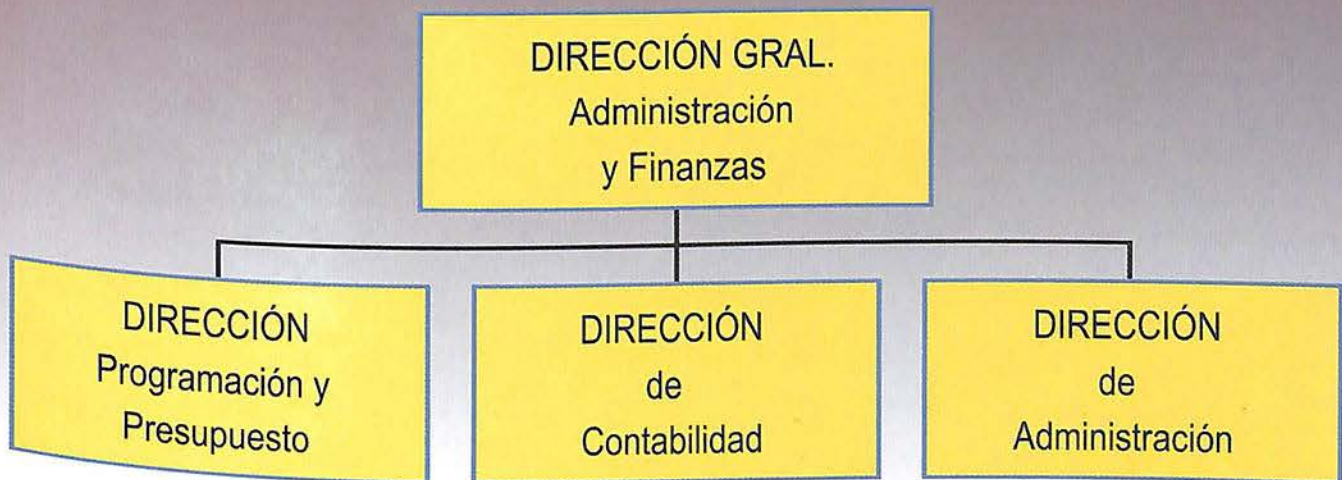 DIRECCIÓN GRAL.
Administración
y Finanzas
DIRECCIÓN
Programación y
Presupuesto
DIRECCIÓN
de
Contabilidad
DIRECCIÓN
de
Administración